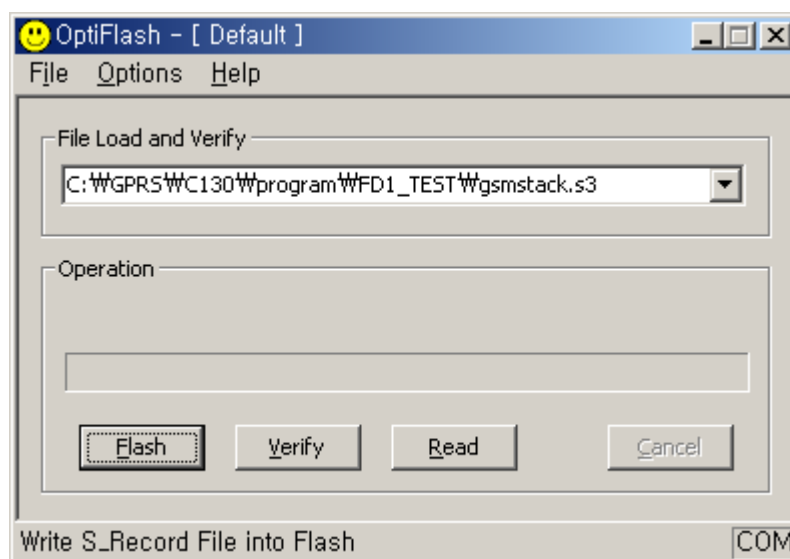 OptiFlash - [ Default ]
File Options Help
File Load and Verify
C:₩GPRS₩C130₩program₩FD1_TEST₩gsmstack.s3
Operation
Flash Verify Read Cancel
Write S_Record File into Flash COM